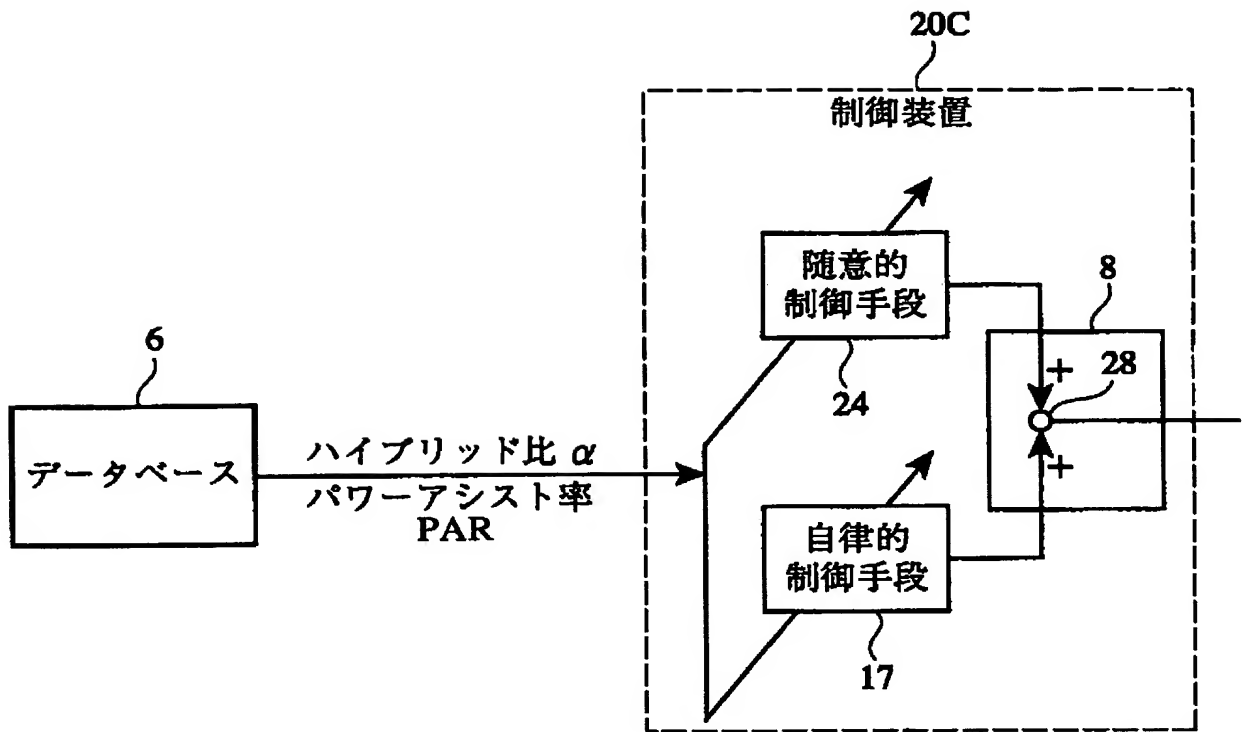 20C
制御装置
随意的
制御手段
24
8
+
28
+
6
データベース
ハイブリッド比 α
パワーアシスト率
PAR
自律的
制御手段
17